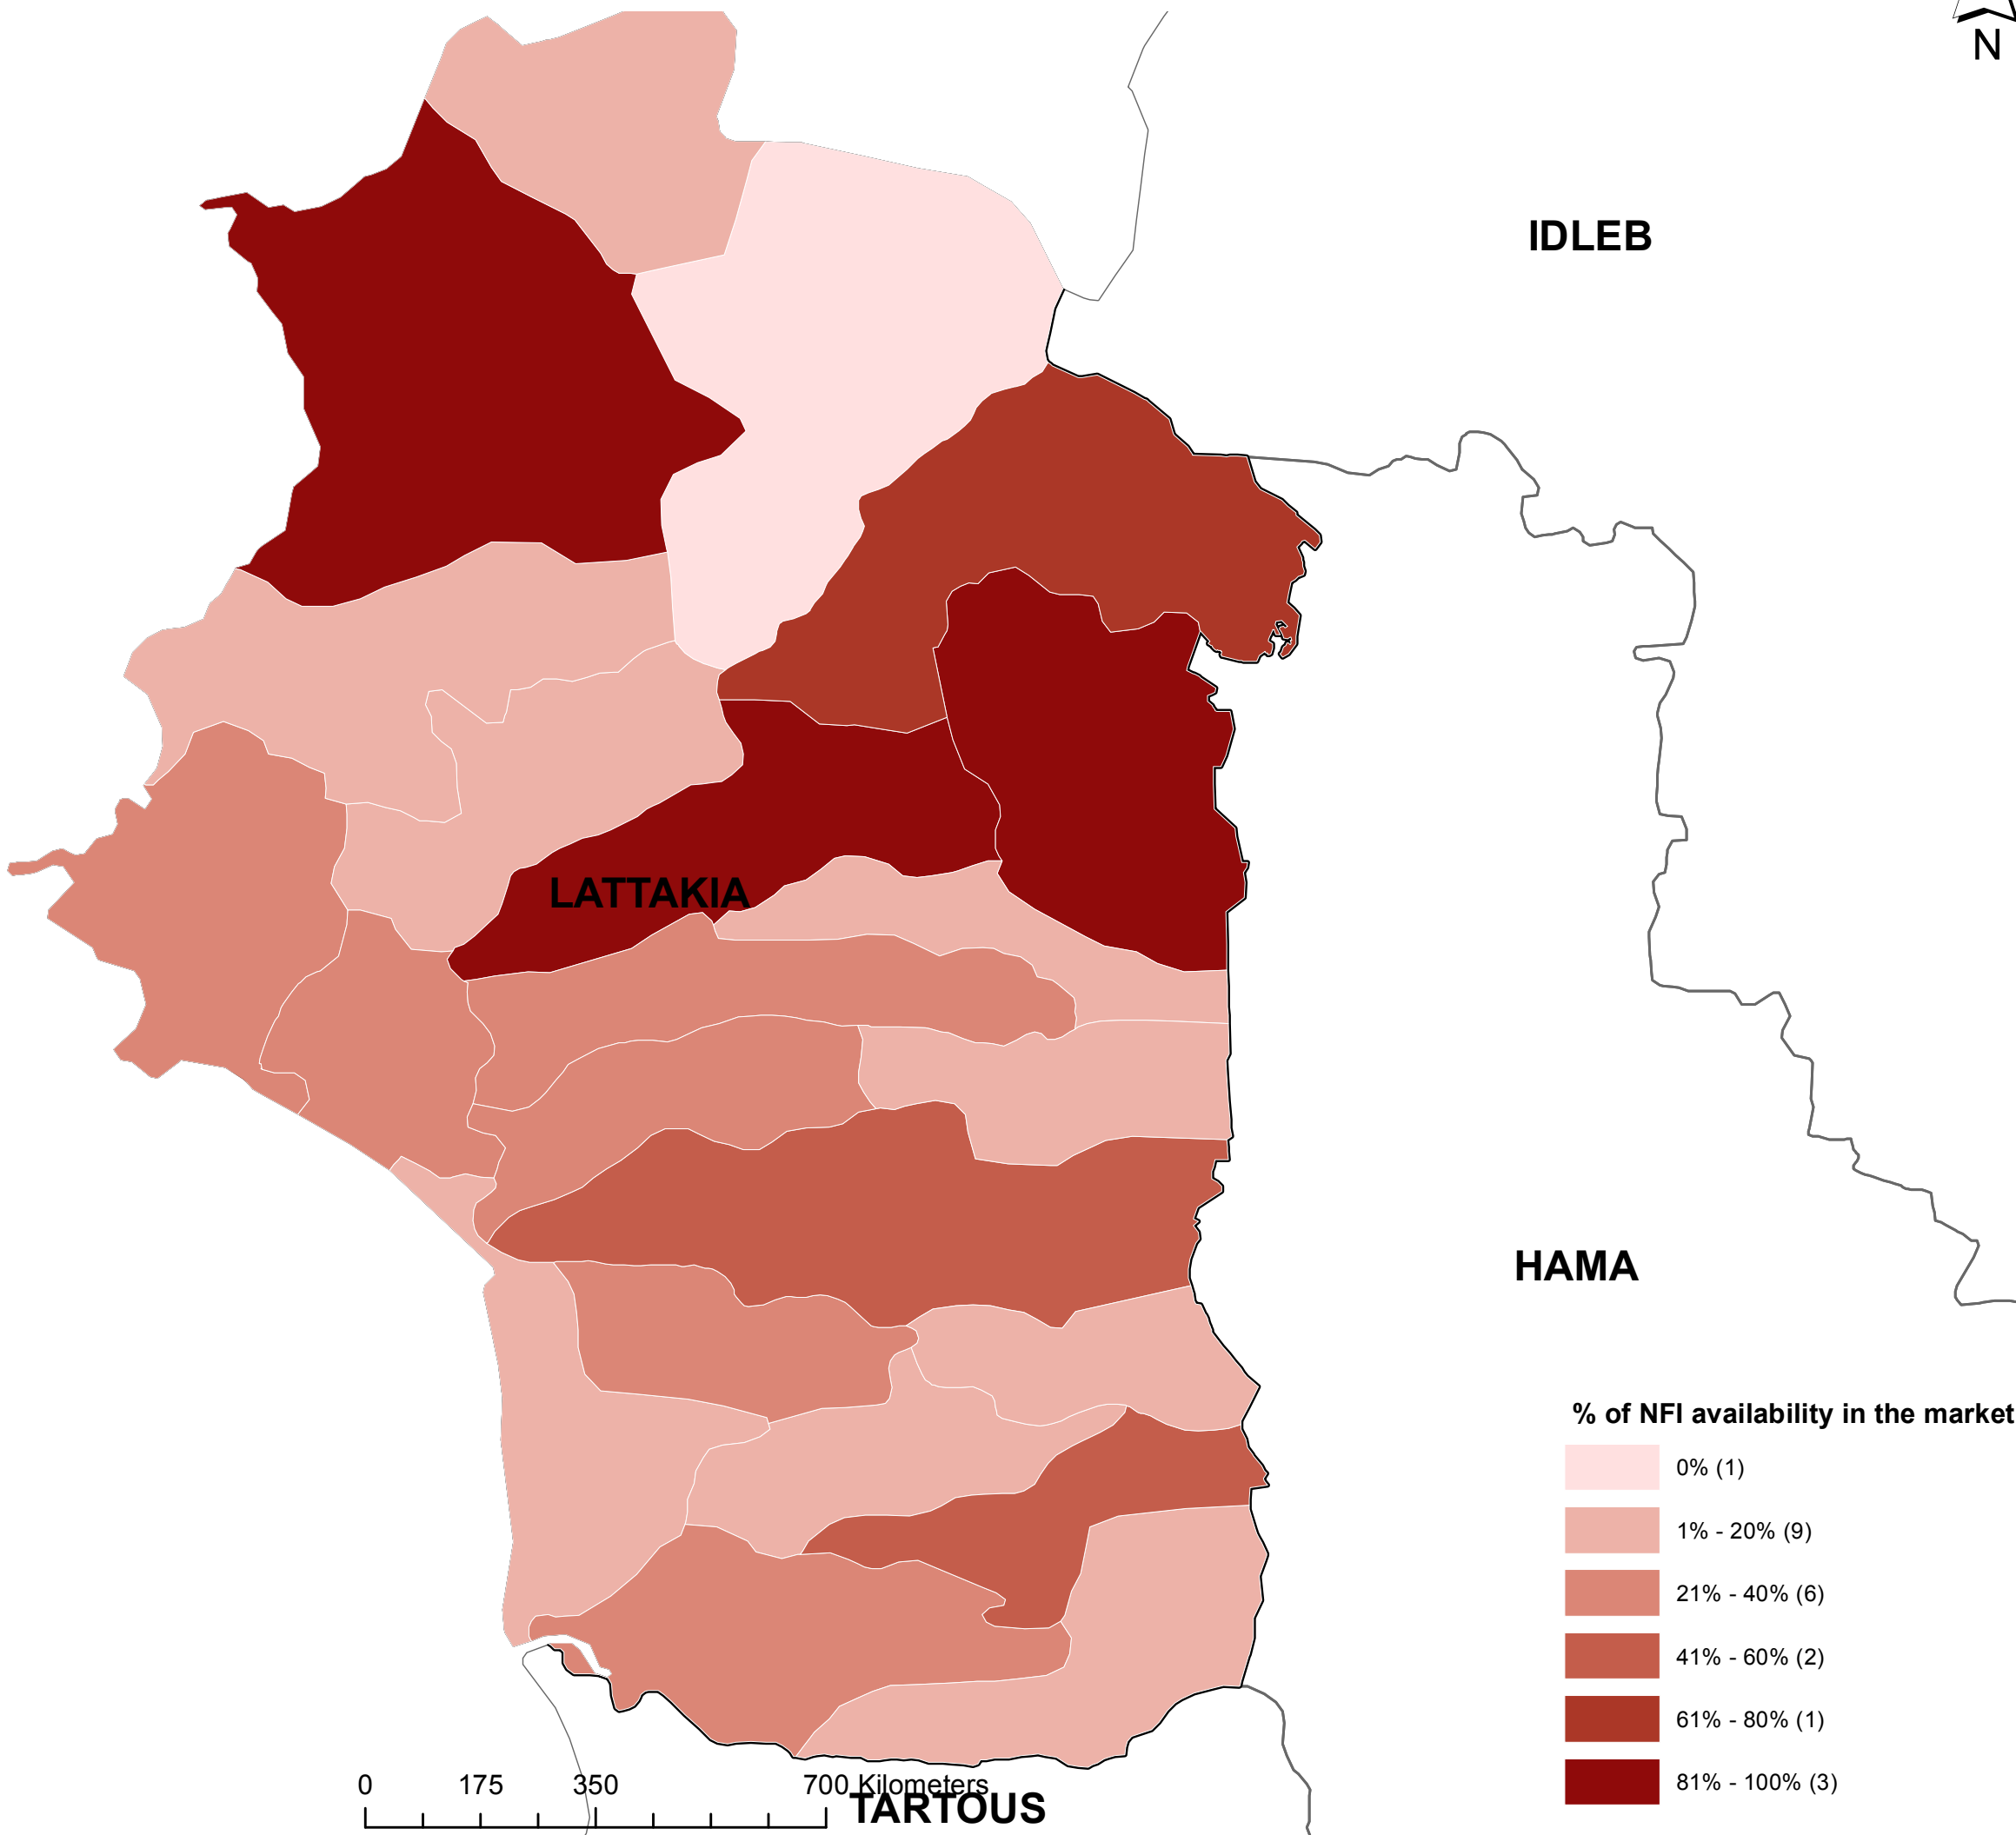 N
IDLEB
LATTAKIA
HAMA
% of NFI availability in the market
0% (1)
1% - 20% (9)
21% - 40% (6)
41% - 60% (2)
61% - 80% (1)
81% - 100% (3)
0 175 350 700 Kilometers
TARTOUS